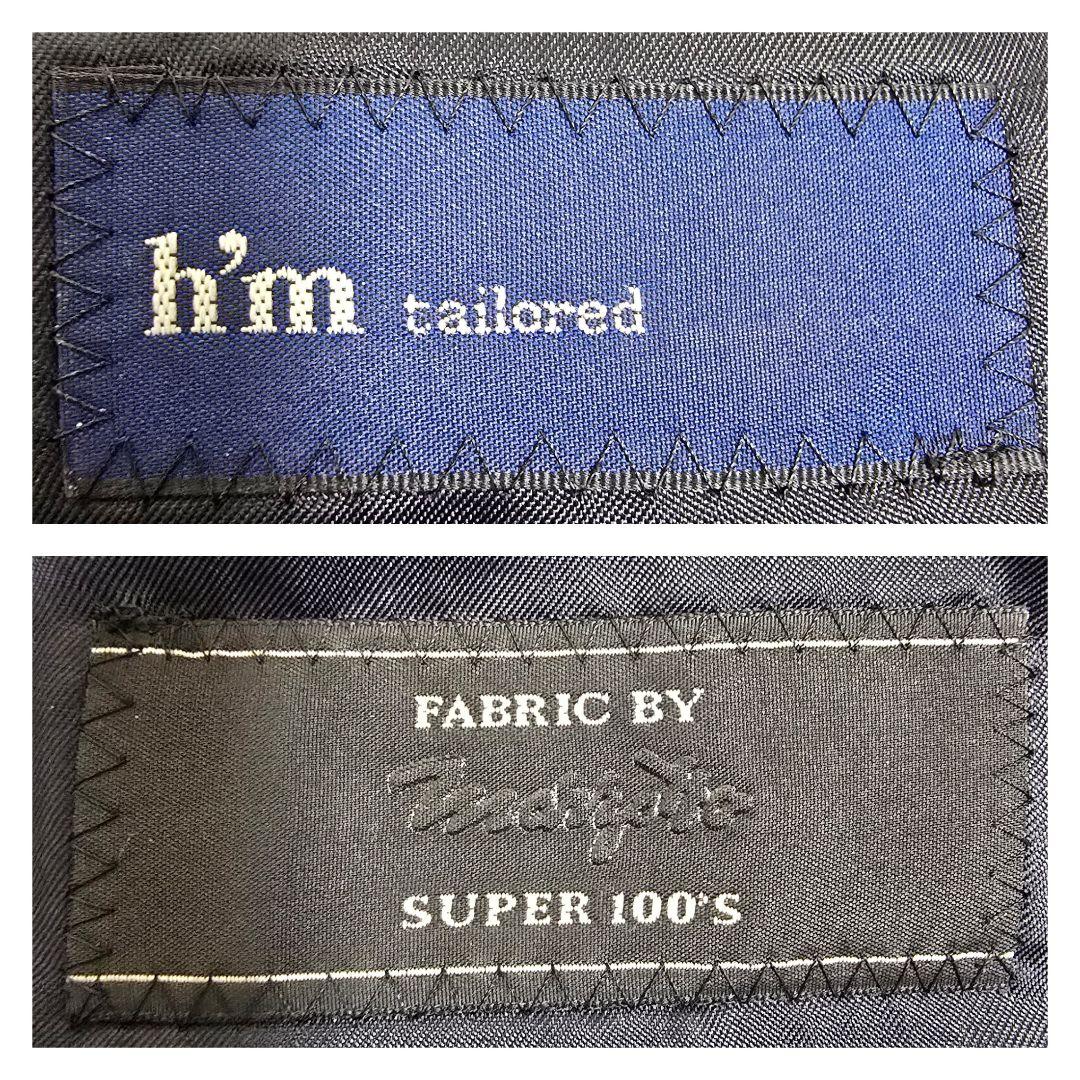 h'm tailored
FABRIC BY
SUPER 100'S